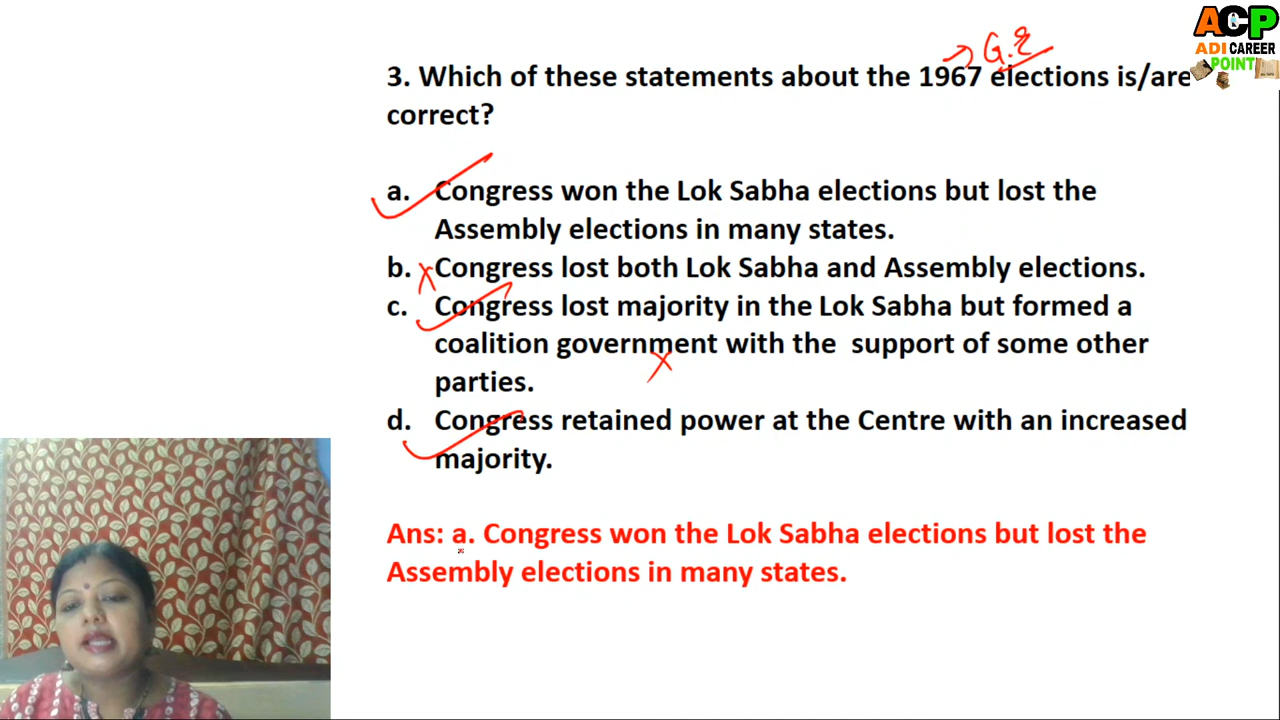 ACP
ADI CAREER
POINT
G.E
3. Which of these statements about the 1967 elections is/are
correct?
a. Congress won the Lok Sabha elections but lost the
Assembly elections in many states.
b. Congress lost both Lok Sabha and Assembly elections.
c. Congress lost majority in the Lok Sabha but formed a
coalition government with the support of some other
parties.
d. Congress retained power at the Centre with an increased
majority.
Ans: a. Congress won the Lok Sabha elections but lost the
Assembly elections in many states.